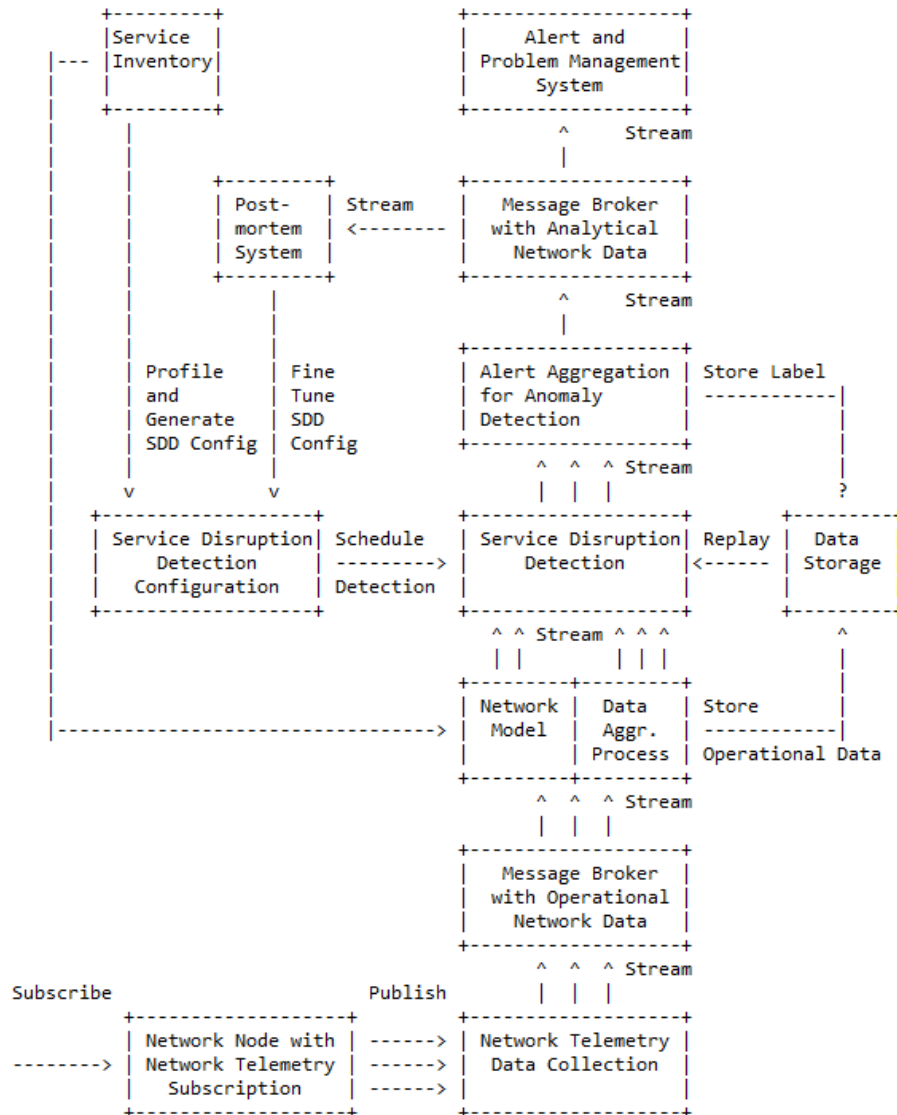 +---------+                      +-------------------+
    |Service  |                      |     Alert and     |
|--- |Inventory|                      | Problem Management|
|    |         |                      |      System       |
|    +---------+                      +-------------------+
|      |                                      ^     Stream
|      |                                      |
|      |       +---------+            +-------------------+
|      |       | Post-   | Stream     |   Message Broker  |
|      |       | mortem  | <--------  |  with Analytical  |
|      |       | System  |            |    Network Data   |
|      |       +---------+            +-------------------+
|      |            |                         ^     Stream
|      |            |                         |
|      |            |                 +-------------------+
|      | Profile    | Fine            | Alert Aggregation | Store Label
|      | and        | Tune            | for Anomaly       | -----------|
|      | Generate   | SDD             | Detection         |            |
|      | SDD Config | Config          +-------------------+            |
|      |            |                       ^  ^  ^ Stream             |
|      v            v                       |  |  |                    ?
|   +-------------------+             +-------------------+       +---------+
|   | Service Disruption| Schedule    | Service Disruption| Replay |  Data   |
|   |     Detection     | ----------> |     Detection     |<------ | Storage |
|   |   Configuration   | Detection   |                   |        |         |
|   +-------------------+             +-------------------+       +---------+
|                                        ^ ^ Stream ^ ^ ^              ^
|                                        | |        | | |              |
|                                     +---------+---------+            |
|                                     | Network |  Data   | Store      |
|-----------------------------------> |  Model  |  Aggr.  | -----------|
                                      |         | Process | Operational Data
                                      +---------+---------+
                                            ^  ^  ^ Stream
                                            |  |  |
                                      +-------------------+
                                      |   Message Broker  |
                                      |  with Operational |
                                      |    Network Data   |
                                      +-------------------+
                                            ^  ^  ^ Stream
Subscribe                     Publish       |  |  |
          +-------------------+       +-------------------+
          | Network Node with | ------> | Network Telemetry |
--------> | Network Telemetry | ------> |  Data Collection  |
          |   Subscription    | ------> |                   |
          +-------------------+       +-------------------+